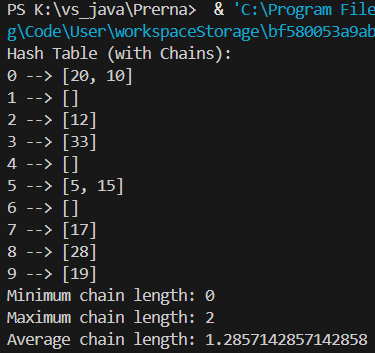 PS K:\vs_java\Prerna>  & 'C:\Program File
g\Code\User\workspaceStorage\bf580053a9ab
Hash Table (with Chains):
0 --> [20, 10]
1 --> []
2 --> [12]
3 --> [33]
4 --> []
5 --> [5, 15]
6 --> []
7 --> [17]
8 --> [28]
9 --> [19]
Minimum chain length: 0
Maximum chain length: 2
Average chain length: 1.2857142857142858